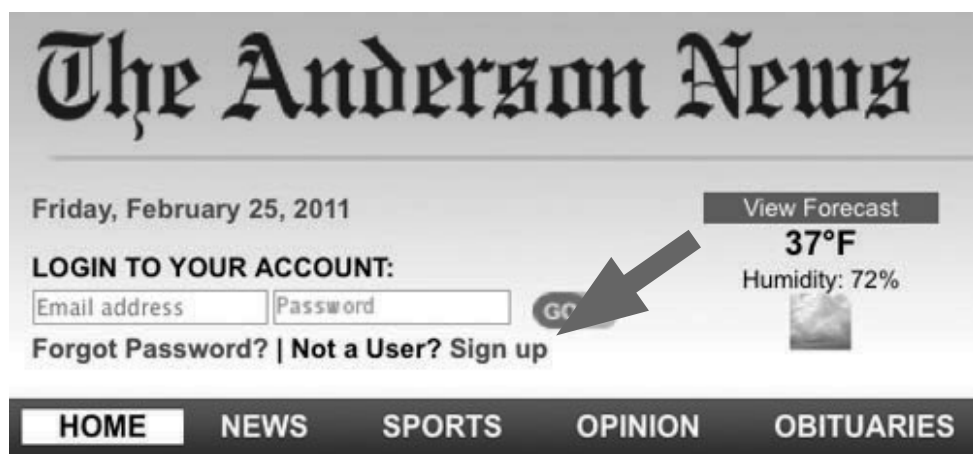 The Anderson News
Friday, February 25, 2011
View Forecast
37°F
Humidity: 72%
LOGIN TO YOUR ACCOUNT:
Email address Password
Forgot Password? | Not a User? Sign up
HOME NEWS SPORTS OPINION OBITUARIES